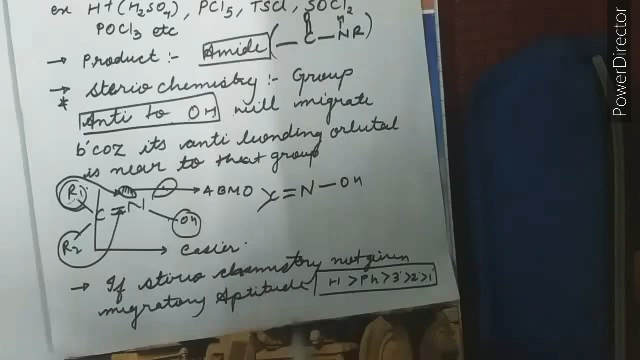 ex H+ (H2SO4), PCl5, TSCl, SOCl2
POCl3 etc
→ Product :- Amide ( — C — NR)
→ Sterio chemistry :- Group
* Anti to OH will migrate
b'coz its anti bonding orbital
is near to that group
R1 → ABMO Y=N-OH
C=N
OH
R2 → easier.
→ If sterio chemistry not given
migratory Aptitude H > Ph > 3° > 2° > 1°
PowerDirector